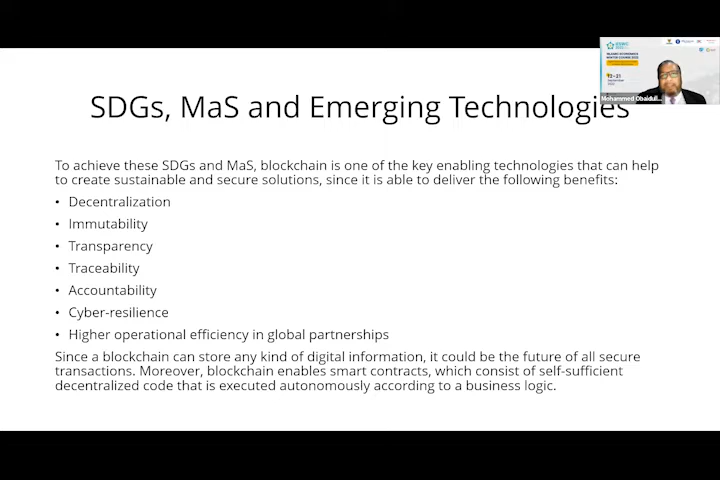 SDGs, MaS and Emerging Technologies
To achieve these SDGs and MaS, blockchain is one of the key enabling technologies that can help
to create sustainable and secure solutions, since it is able to deliver the following benefits:
• Decentralization
• Immutability
• Transparency
• Traceability
• Accountability
• Cyber-resilience
• Higher operational efficiency in global partnerships
Since a blockchain can store any kind of digital information, it could be the future of all secure
transactions. Moreover, blockchain enables smart contracts, which consist of self-sufficient
decentralized code that is executed autonomously according to a business logic.
Mohammed Obaidull...